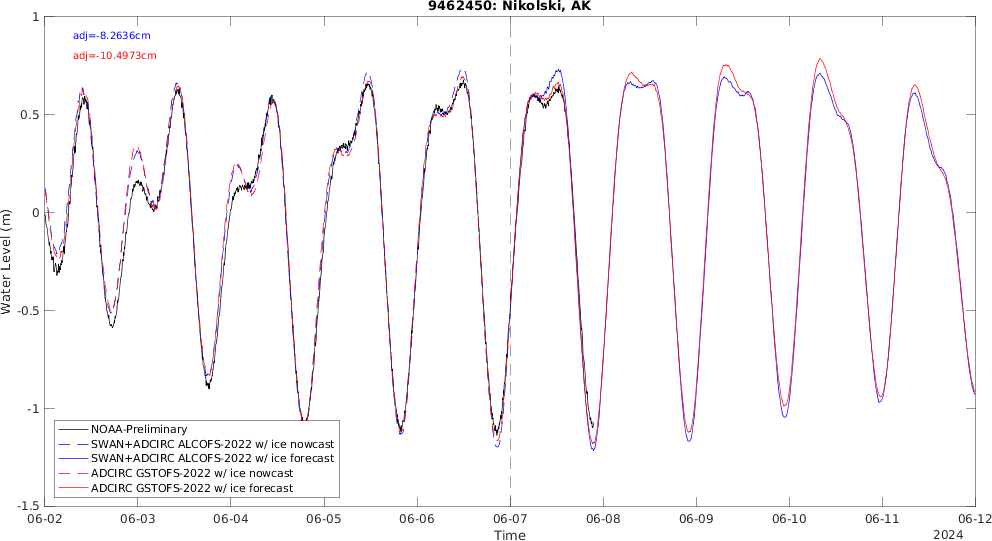 9462450: Nikolski, AK
adj=-8.2636cm
adj=-10.4973cm
Water Level (m)
1
0.5
0
-0.5
-1
-1.5
NOAA-Preliminary
SWAN+ADCIRC ALCOFS-2022 w/ ice nowcast
SWAN+ADCIRC ALCOFS-2022 w/ ice forecast
ADCIRC GSTOFS-2022 w/ ice nowcast
ADCIRC GSTOFS-2022 w/ ice forecast
06-02 06-03 06-04 06-05 06-06 06-07 06-08 06-09 06-10 06-11 06-12
Time
2024